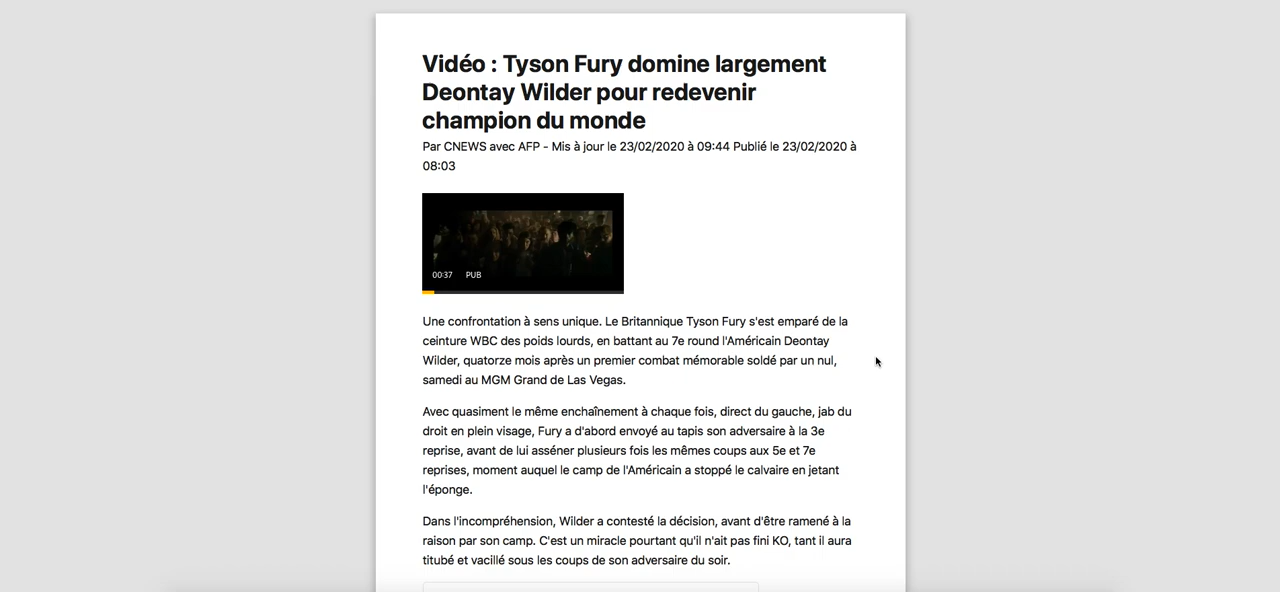 Vidéo : Tyson Fury domine largement
Deontay Wilder pour redevenir
champion du monde
Par CNEWS avec AFP - Mis à jour le 23/02/2020 à 09:44 Publié le 23/02/2020 à
08:03
00:37 PUB
Une confrontation à sens unique. Le Britannique Tyson Fury s'est emparé de la
ceinture WBC des poids lourds, en battant au 7e round l'Américain Deontay
Wilder, quatorze mois après un premier combat mémorable soldé par un nul,
samedi au MGM Grand de Las Vegas.
Avec quasiment le même enchaînement à chaque fois, direct du gauche, jab du
droit en plein visage, Fury a d'abord envoyé au tapis son adversaire à la 3e
reprise, avant de lui asséner plusieurs fois les mêmes coups aux 5e et 7e
reprises, moment auquel le camp de l'Américain a stoppé le calvaire en jetant
l'éponge.
Dans l'incompréhension, Wilder a contesté la décision, avant d'être ramené à la
raison par son camp. C'est un miracle pourtant qu'il n'ait pas fini KO, tant il aura
titubé et vacillé sous les coups de son adversaire du soir.